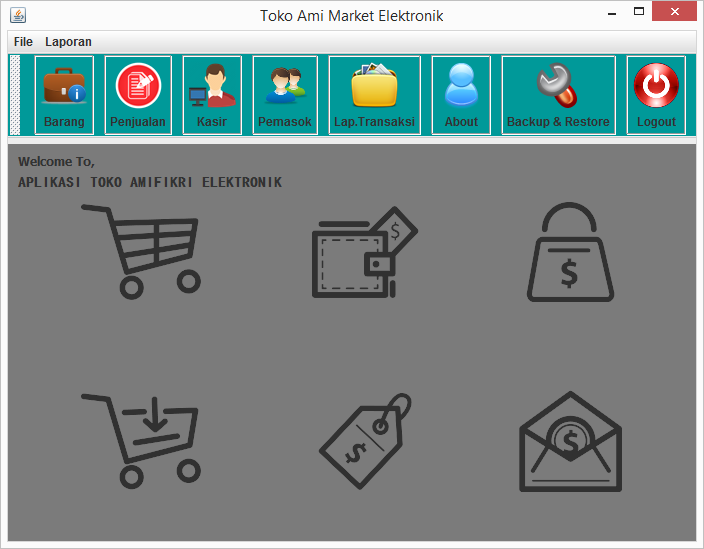 Toko Ami Market Elektronik
File Laporan
Barang Penjualan Kasir Pemasok Lap.Transaksi About Backup & Restore Logout
Welcome To,
APLIKASI TOKO AMIFIKRI ELEKTRONIK
$ $
$ $